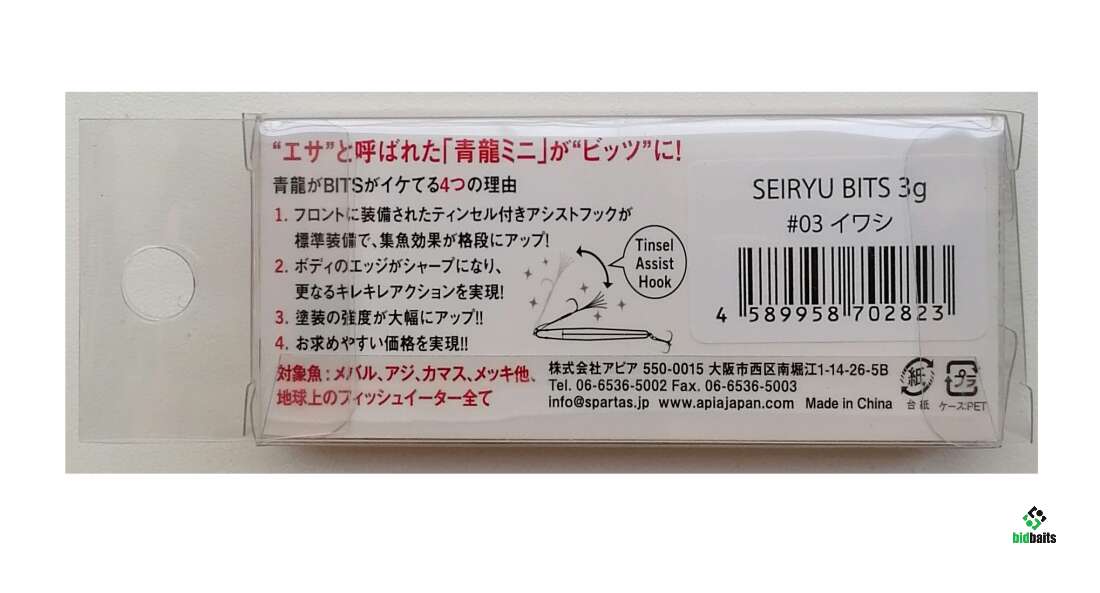 “エサ”と呼ばれた「青龍ミニ」が“ビッツ”に!
青龍がBITSがイケてる4つの理由
1. フロントに装備されたティンセル付きアシストフックが
標準装備で、集魚効果が格段にアップ!
2. ボディのエッジがシャープになり、
更なるキレキレアクションを実現!
3. 塗装の強度が大幅にアップ!!
4. お求めやすい価格を実現!!
Tinsel
Assist
Hook
SEIRYU BITS 3g
#03 イワシ
4 589958 702823
対象魚:メバル、アジ、カマス、メッキ他、
地球上のフィッシュイーター全て
株式会社アピア 550-0015 大阪市西区南堀江1-14-26-5B
Tel. 06-6536-5002 Fax. 06-6536-5003
info@spartas.jp www.apiajapan.com Made in China
紙
台紙
プラ
ケース:PET
bidbaits